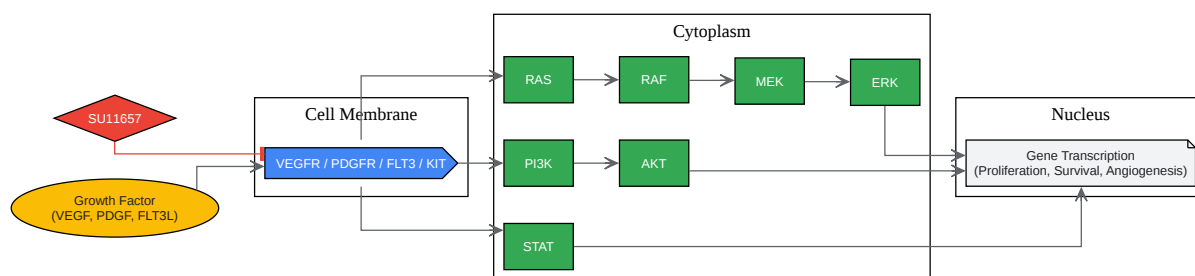 Cytoplasm
RAS
RAF
MEK
ERK
SU11657
Cell Membrane
Nucleus
VEGFR / PDGFR / FLT3 / KIT
PI3K
AKT
Gene Transcription
(Proliferation, Survival, Angiogenesis)
Growth Factor
(VEGF, PDGF, FLT3L)
STAT